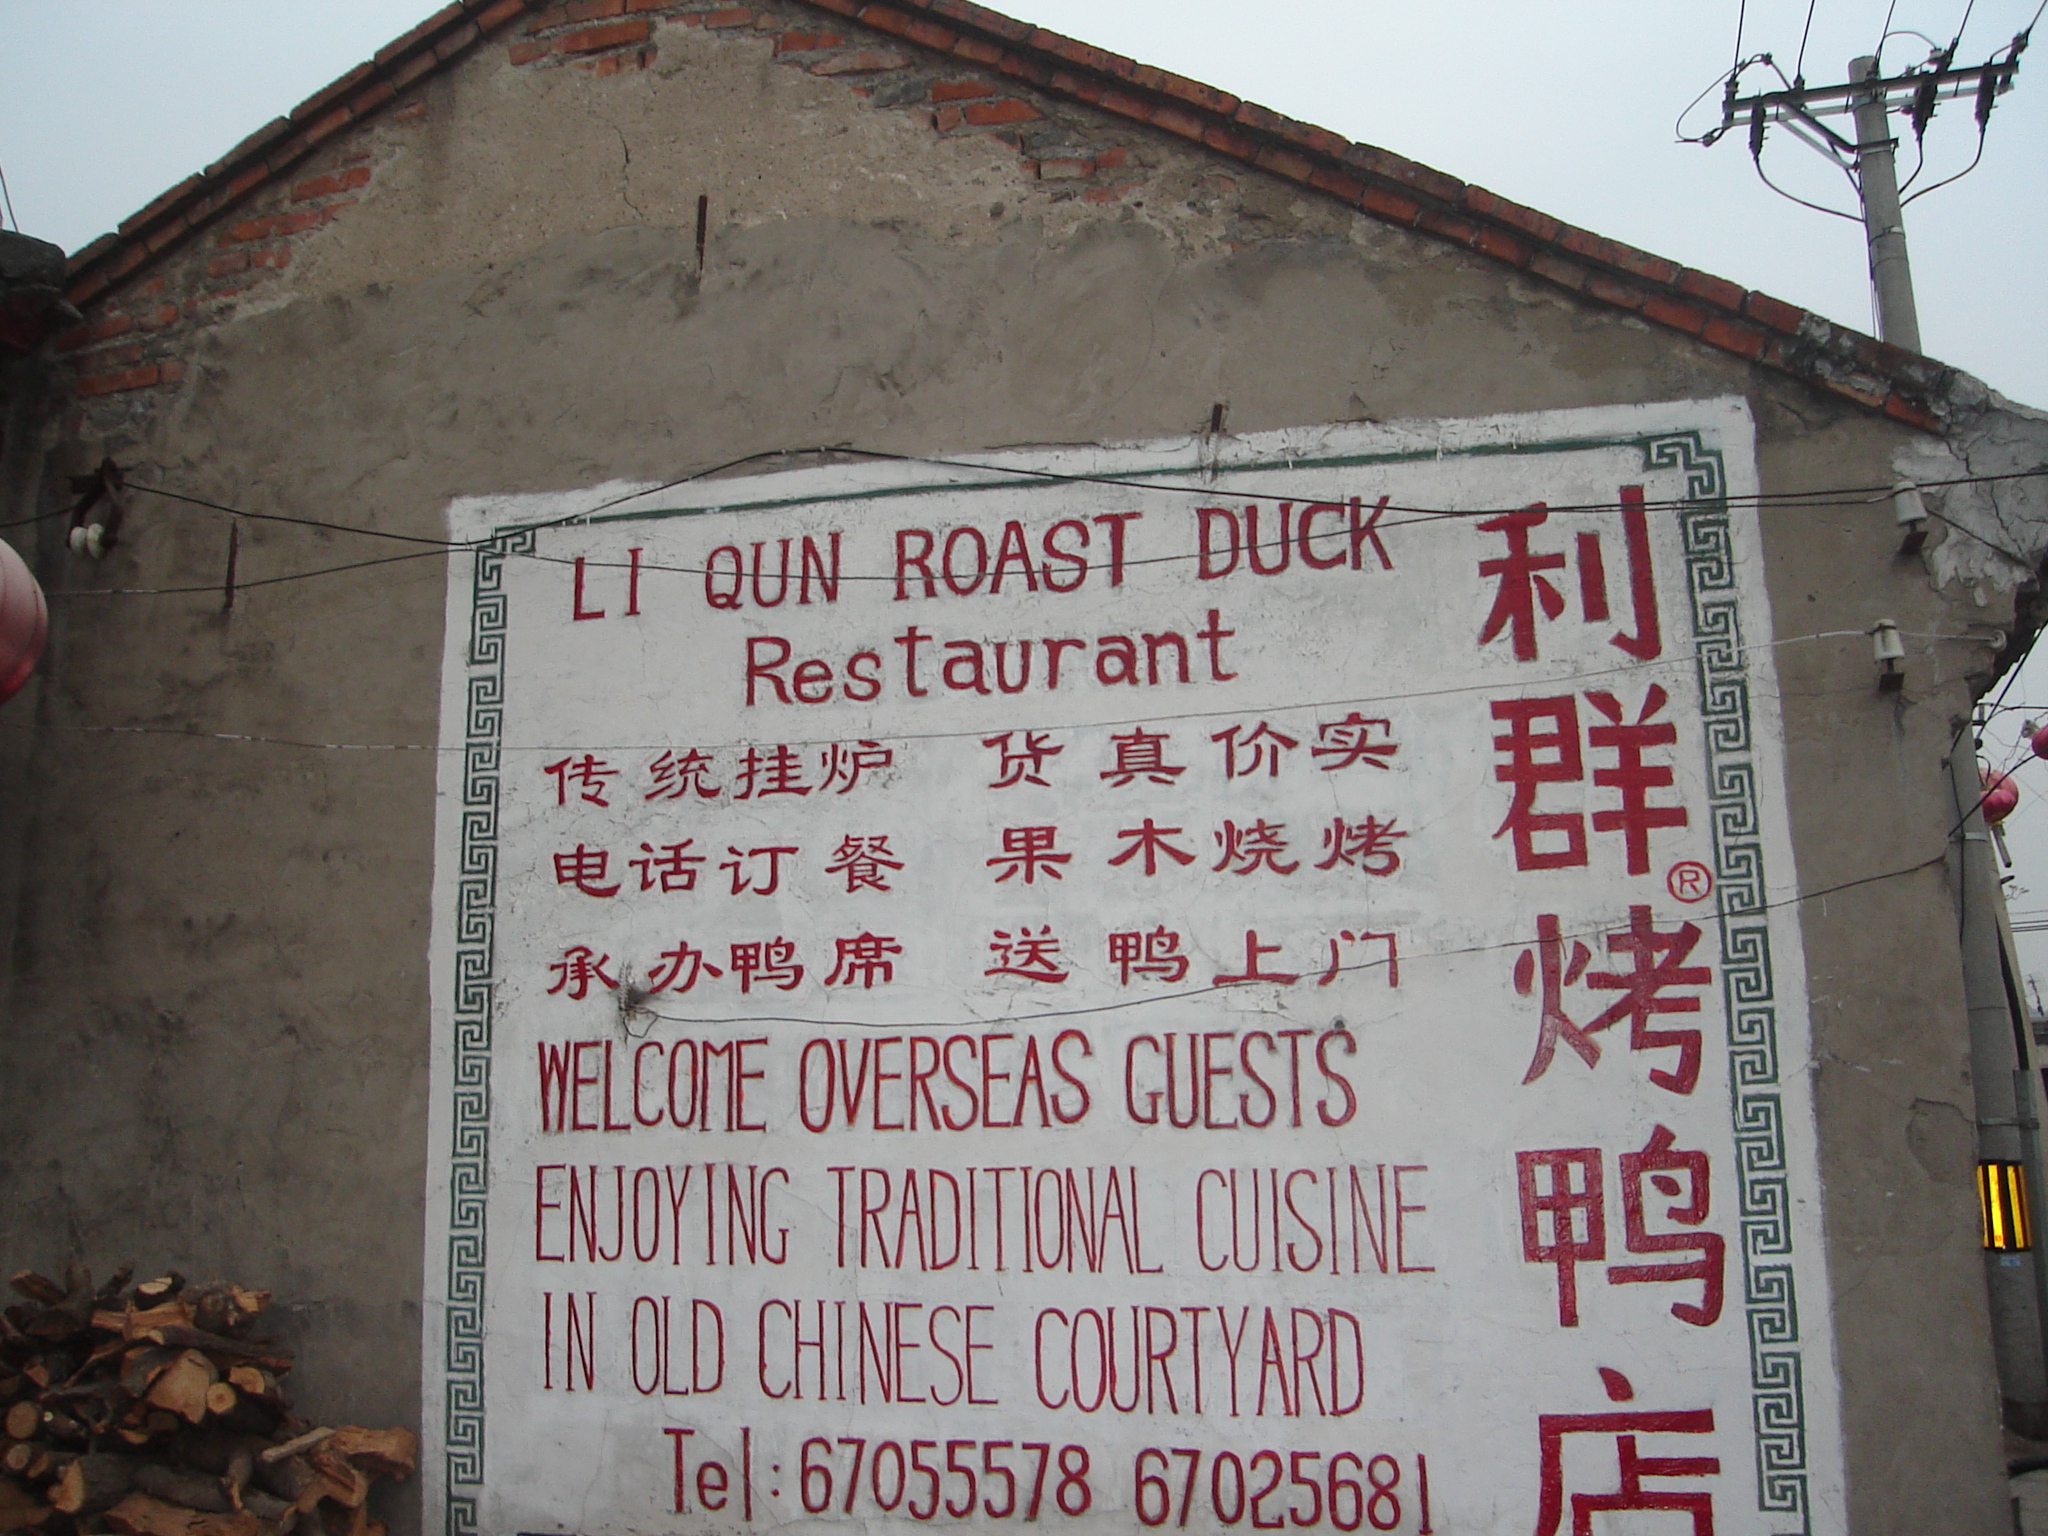 LI QUN ROAST DUCK
Restaurant
传统挂炉 货真价实
电话订餐 果木烧烤
承办鸭席 送鸭上门
WELCOME OVERSEAS GUESTS
ENJOYING TRADITIONAL CUISINE
IN OLD CHINESE COURTYARD
Tel: 67055578 67025681
利群®烤鸭店